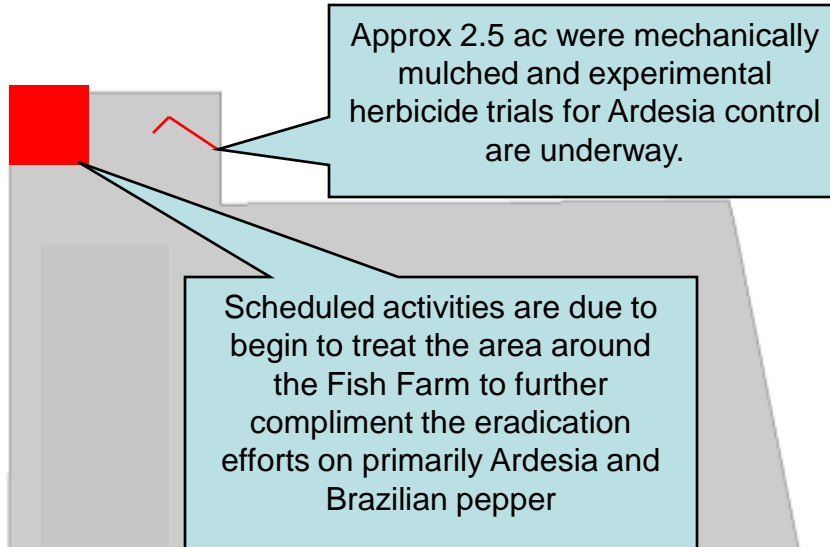 Approx 2.5 ac were mechanically
mulched and experimental
herbicide trials for Ardesia control
are underway.
Scheduled activities are due to
begin to treat the area around
the Fish Farm to further
compliment the eradication
efforts on primarily Ardesia and
Brazilian pepper